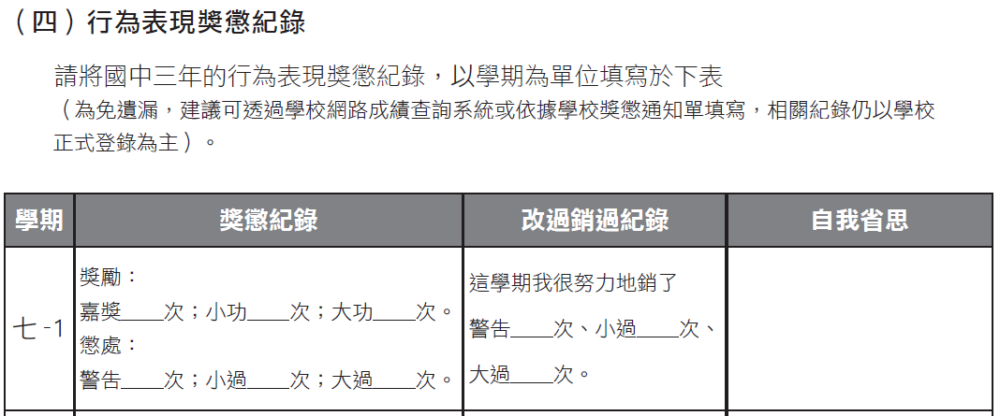 （四）行為表現獎懲紀錄
請將國中三年的行為表現獎懲紀錄，以學期為單位填寫於下表
（為免遺漏，建議可透過學校網路成績查詢系統或依據學校獎懲通知單填寫，相關紀錄仍以學校
正式登錄為主）。
學期 獎懲紀錄 改過銷過紀錄 自我省思
七-1
獎勵：
嘉獎____次；小功____次；大功____次。
懲處：
警告____次；小過____次；大過____次。
這學期我很努力地銷了
警告____次、小過____次、
大過____次。